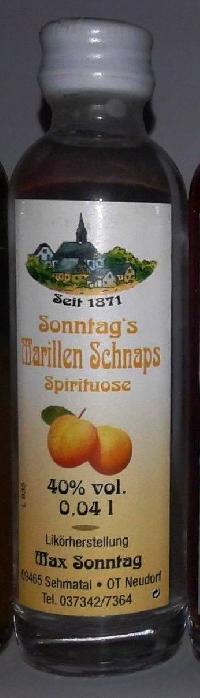 Seit 1871
Sonntag's
Marillen Schnaps
Spirituose
40% vol.
0,04 l
Likörherstellung
Max Sonntag
09465 Sehmatal • OT Neudorf
Tel. 037342/7364